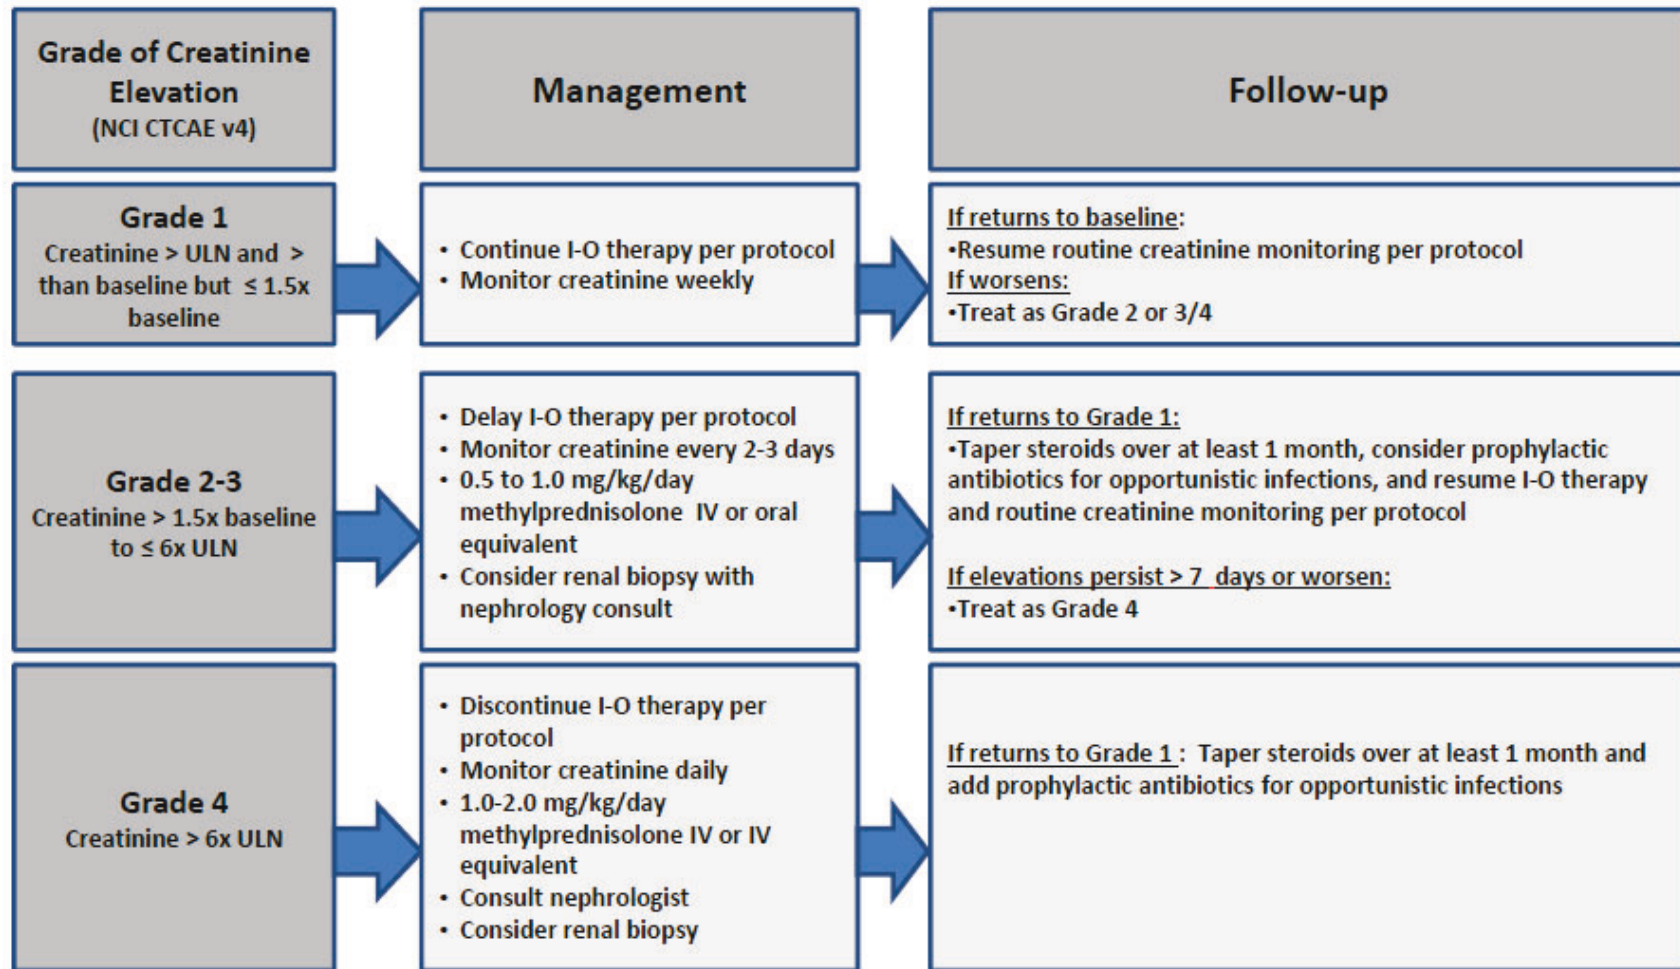 Grade of Creatinine
Elevation
(NCI CTCAE v4)
Management
Follow-up
Grade 1
Creatinine > ULN and >
than baseline but ≤ 1.5x
baseline
• Continue I-O therapy per protocol
• Monitor creatinine weekly
If returns to baseline:
•Resume routine creatinine monitoring per protocol
If worsens:
•Treat as Grade 2 or 3/4
Grade 2-3
Creatinine > 1.5x baseline
to ≤ 6x ULN
• Delay I-O therapy per protocol
• Monitor creatinine every 2-3 days
• 0.5 to 1.0 mg/kg/day
methylprednisolone IV or oral
equivalent
• Consider renal biopsy with
nephrology consult
If returns to Grade 1:
•Taper steroids over at least 1 month, consider prophylactic
antibiotics for opportunistic infections, and resume I-O therapy
and routine creatinine monitoring per protocol
If elevations persist > 7 days or worsen:
•Treat as Grade 4
Grade 4
Creatinine > 6x ULN
• Discontinue I-O therapy per
protocol
• Monitor creatinine daily
• 1.0-2.0 mg/kg/day
methylprednisolone IV or IV
equivalent
• Consult nephrologist
• Consider renal biopsy
If returns to Grade 1 : Taper steroids over at least 1 month and
add prophylactic antibiotics for opportunistic infections